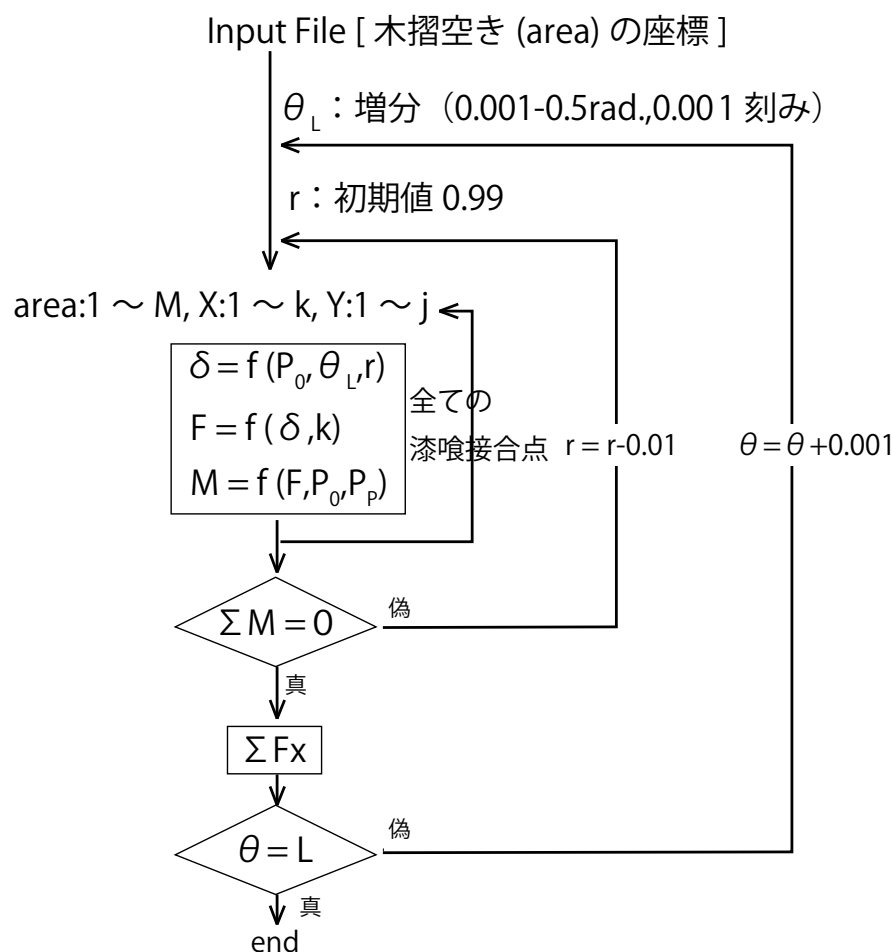 Input File [ 木摺空き (area) の座標 ]
θL：増分（0.001-0.5rad.,0.001 刻み）
r：初期値 0.99
area:1 ～ M, X:1 ～ k, Y:1 ～ j
δ = f (P0, θL,r)
F = f ( δ ,k)
M = f (F,P0,PP)
全ての
漆喰接合点
r = r-0.01
θ = θ +0.001
Σ M = 0
偽
真
Σ Fx
θ = L
偽
真
end